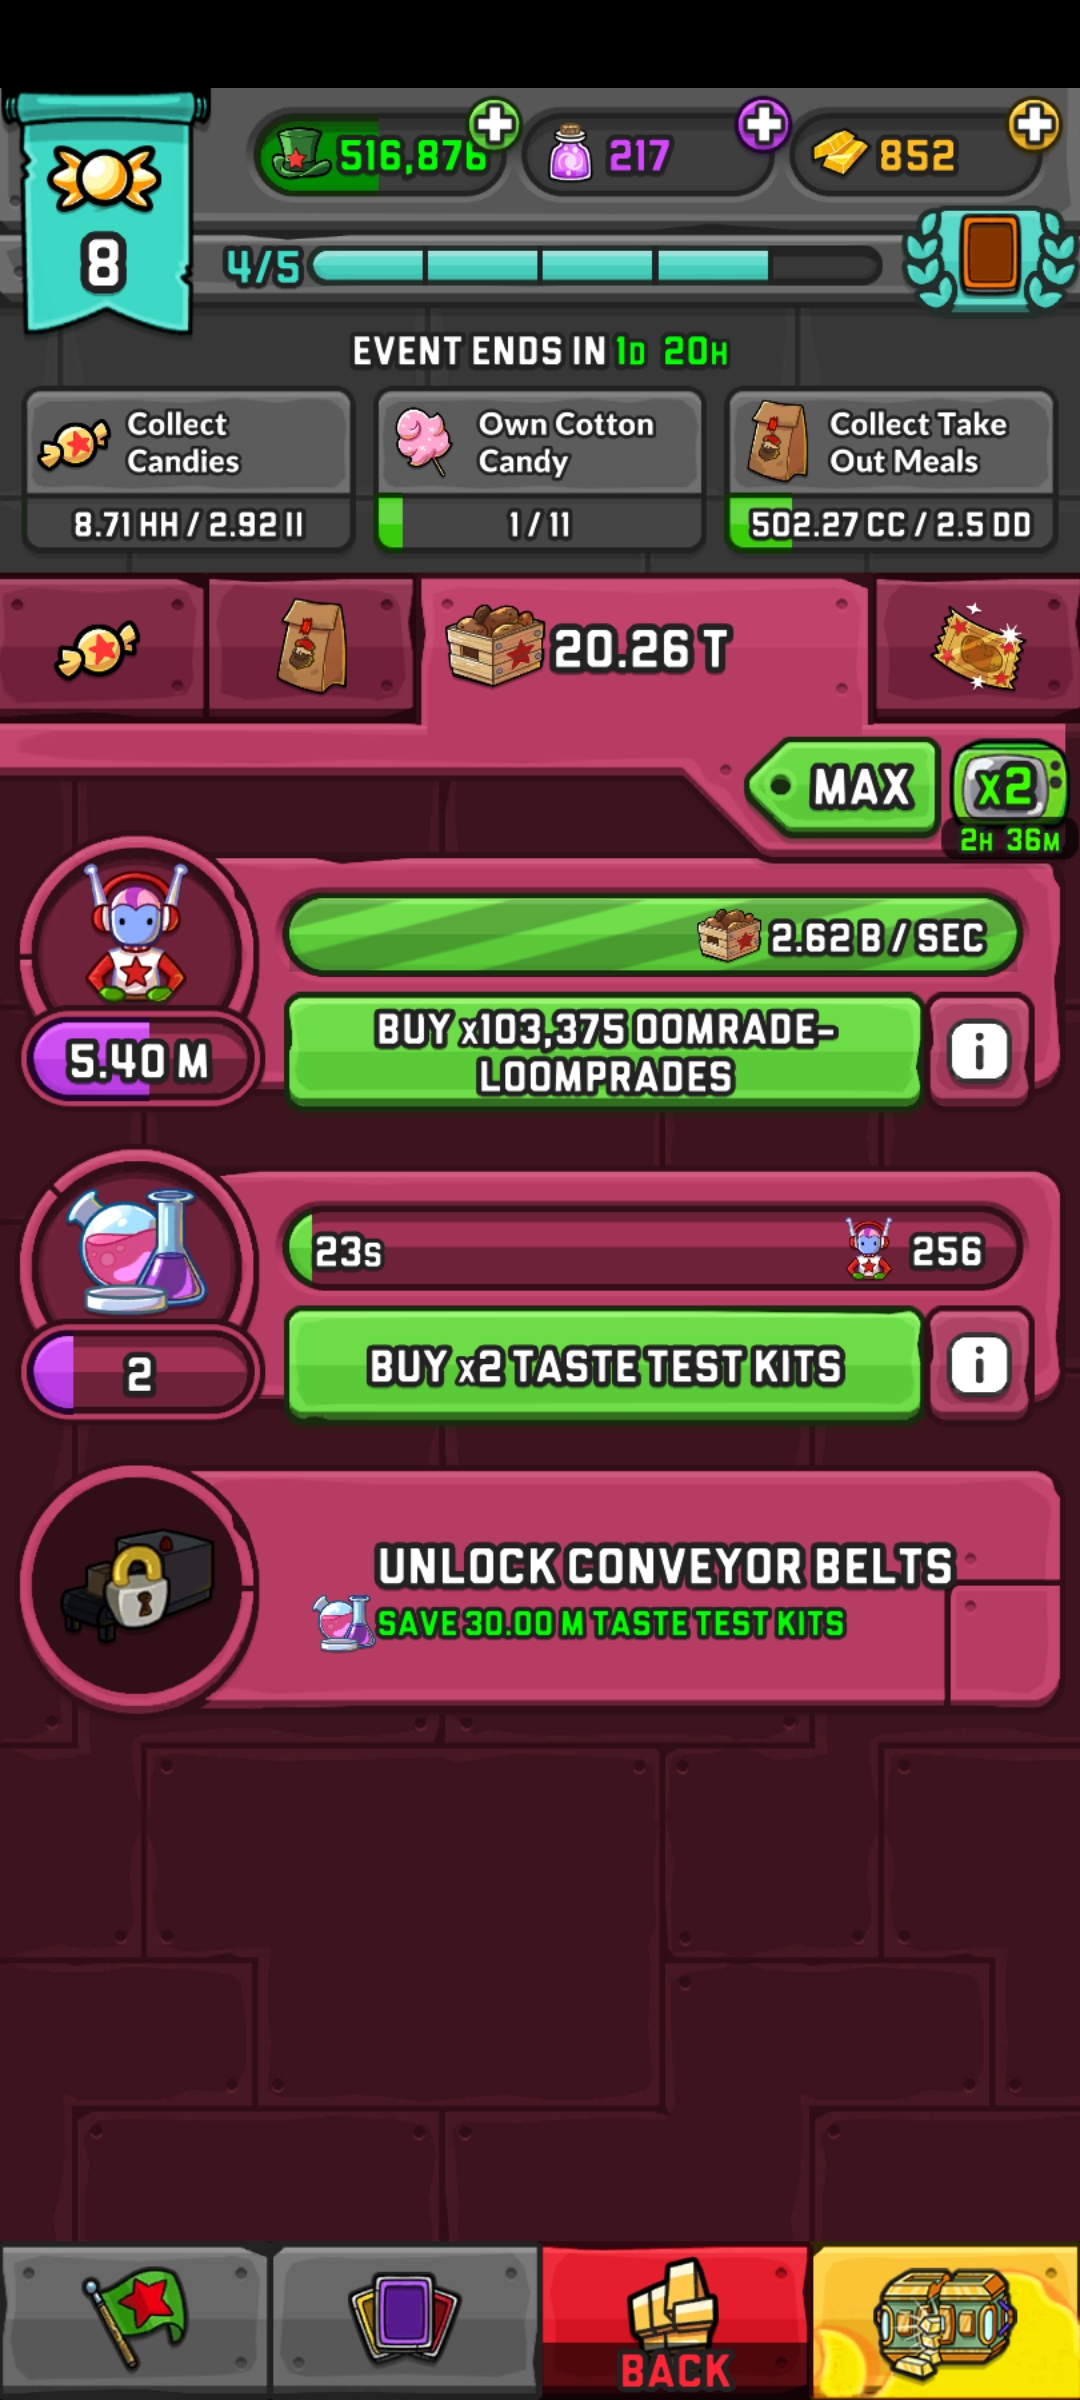 516,876
217
852
8
4/5
EVENT ENDS IN 1D 20H
Collect
Candies
8.71 HH / 2.92 II
Own Cotton
Candy
1 / 11
Collect Take
Out Meals
502.27 CC / 2.5 DD
20.26 T
MAX
x2
2H 36M
2.62 B / SEC
5.40 M
BUY x103,375 OOMRADE-
LOOMPRADES
i
23s
256
2
BUY x2 TASTE TEST KITS
i
UNLOCK CONVEYOR BELTS
SAVE 30.00 M TASTE TEST KITS
BACK